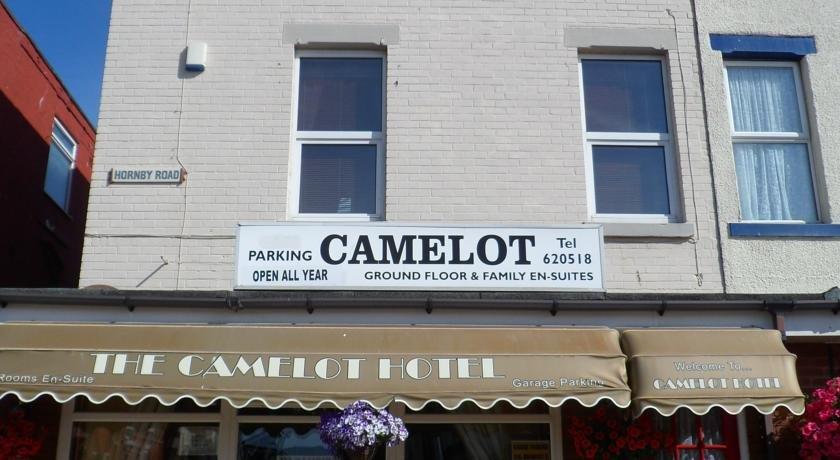 HORNBY ROAD
PARKING CAMELOT Tel
620518
OPEN ALL YEAR GROUND FLOOR & FAMILY EN-SUITES
THE CAMELOT HOTEL
Rooms En-Suite
Garage Parking
Welcome To...
CAMELOT HOTEL